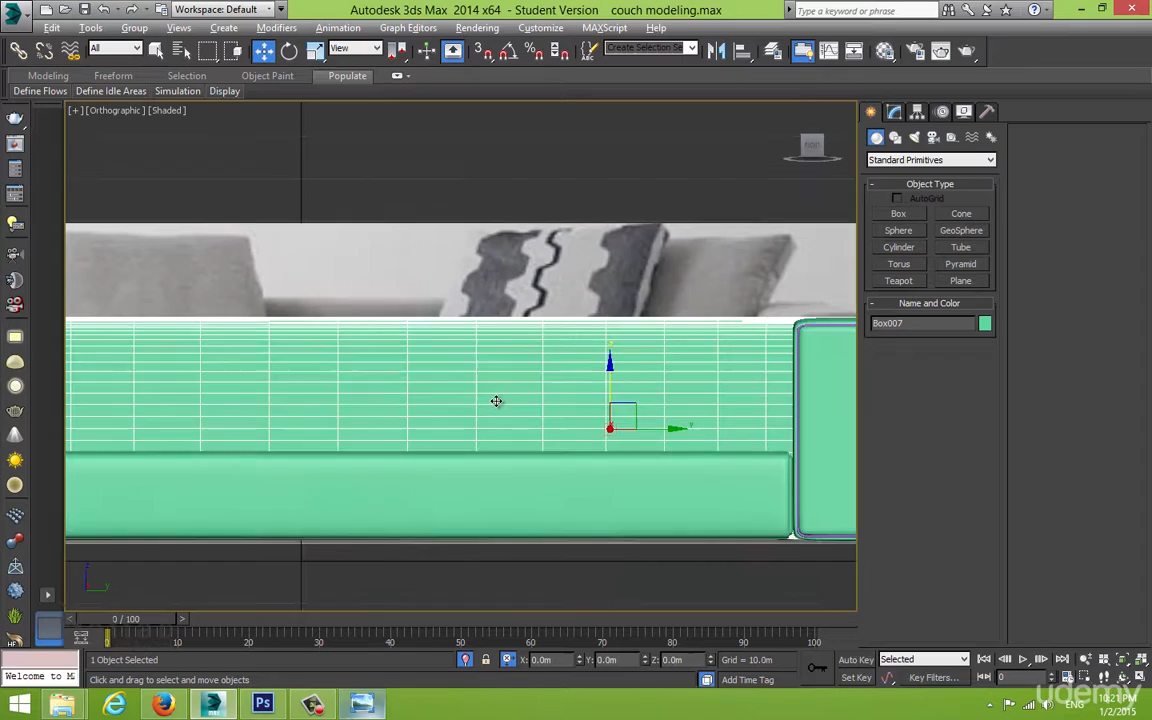 Workspace: Default
Autodesk 3ds Max 2014 x64 - Student Version couch modeling.max
Type a keyword or phrase
Edit Tools Group Views Create Modifiers Animation Graph Editors Rendering Customize MAXScript Help
All
View
Create Selection Se
Modeling Freeform Selection Object Paint Populate
Define Flows Define Idle Areas Simulation Display
[+] [Orthographic] [Shaded]
Standard Primitives
- Object Type
AutoGrid
Box Cone
Sphere GeoSphere
Cylinder Tube
Torus Pyramid
Teapot Plane
- Name and Color
Box007
z
y
0 / 100
0 10 20 30 40 50 60 70 80 90 100
1 Object Selected
X: 0.0m Y: 0.0m Z: 0.0m Grid = 10.0m
Auto Key Selected
Welcome to M
Click and drag to select and move objects
Add Time Tag
Set Key Key Filters... 0
udemy
ENG
10:21 PM
1/2/2015